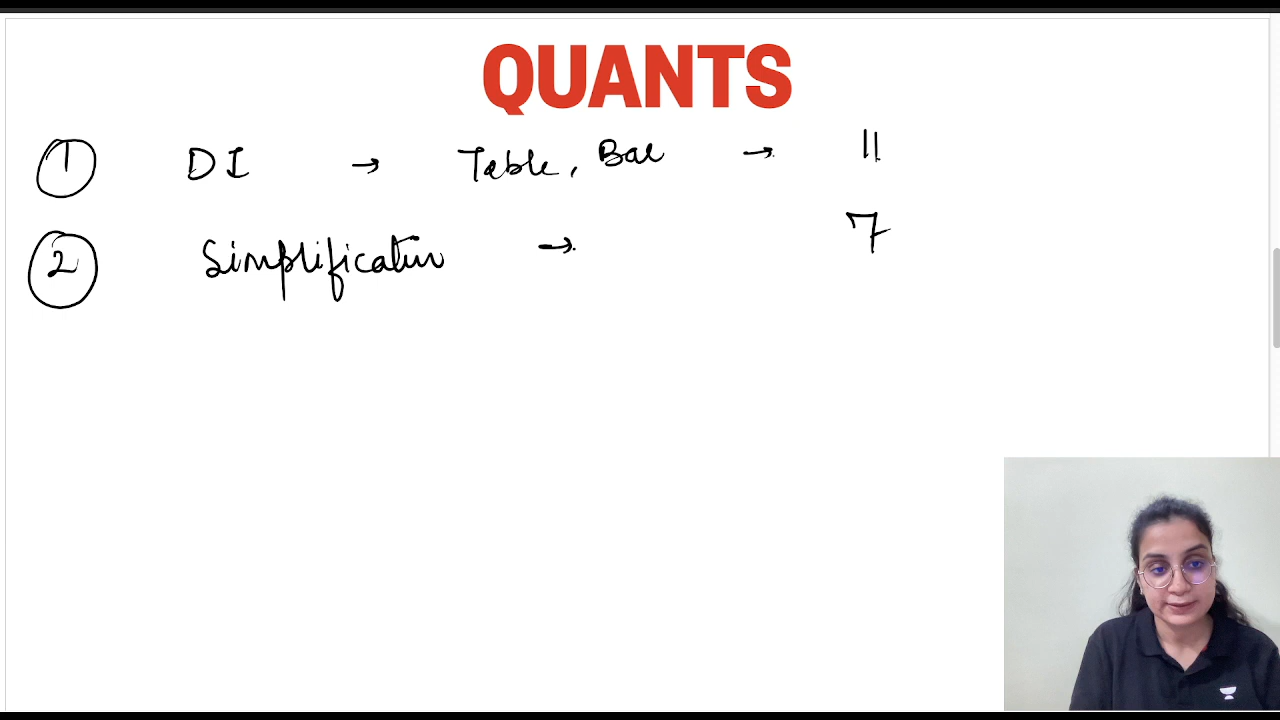 QUANTS
1 DI → Table, Bar → 11
2 Simplification → 7